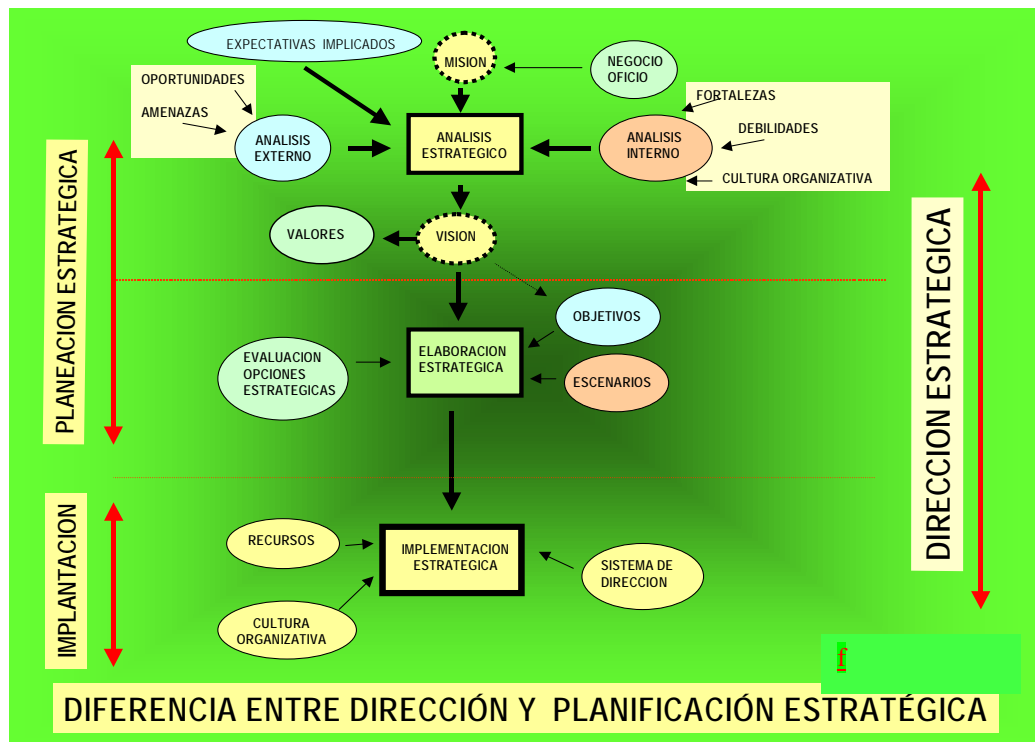 EXPECTATIVAS IMPLICADOS
MISION
NEGOCIO
OFICIO
OPORTUNIDADES
AMENAZAS
ANALISIS
EXTERNO
ANALISIS
ESTRATEGICO
ANALISIS
INTERNO
FORTALEZAS
DEBILIDADES
CULTURA ORGANIZATIVA
VALORES
VISION
OBJETIVOS
EVALUACION
OPCIONES
ESTRATEGICAS
ELABORACION
ESTRATEGICA
ESCENARIOS
RECURSOS
IMPLEMENTACION
ESTRATEGICA
SISTEMA DE
DIRECCION
CULTURA
ORGANIZATIVA
PLANEACION ESTRATEGICA
IMPLANTACION
DIRECCION ESTRATEGICA
f
DIFERENCIA ENTRE DIRECCIÓN Y PLANIFICACIÓN ESTRATÉGICA